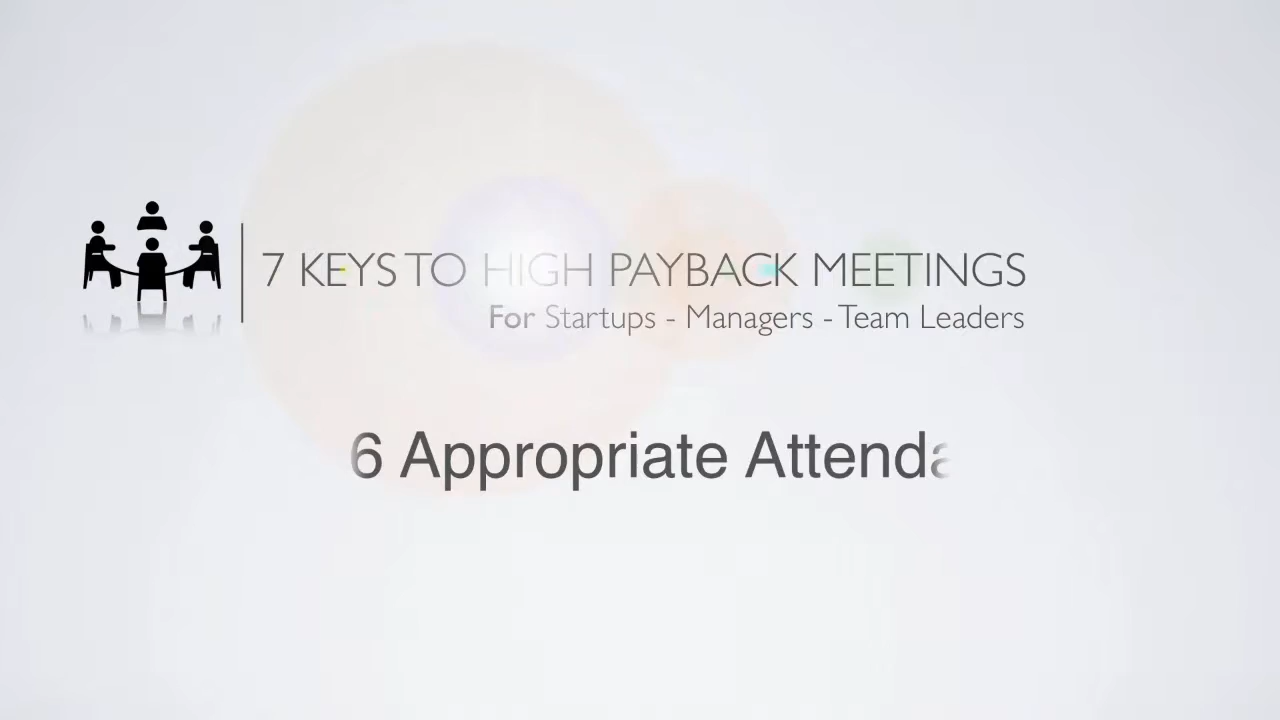 7 KEYS TO HIGH PAYBACK MEETINGS
For Startups - Managers - Team Leaders
6 Appropriate Attenda